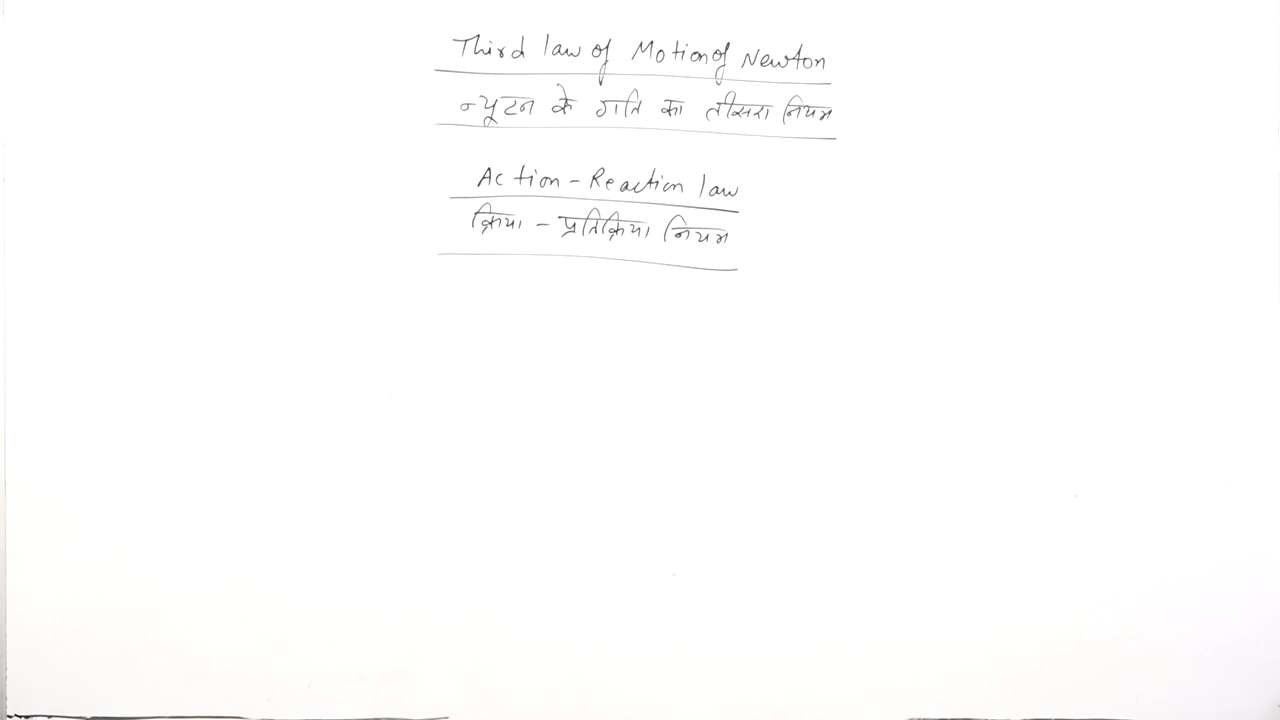 Third law of Motion of Newton
न्यूटन के गति का तीसरा नियम
Action - Reaction law
क्रिया - प्रतिक्रिया नियम